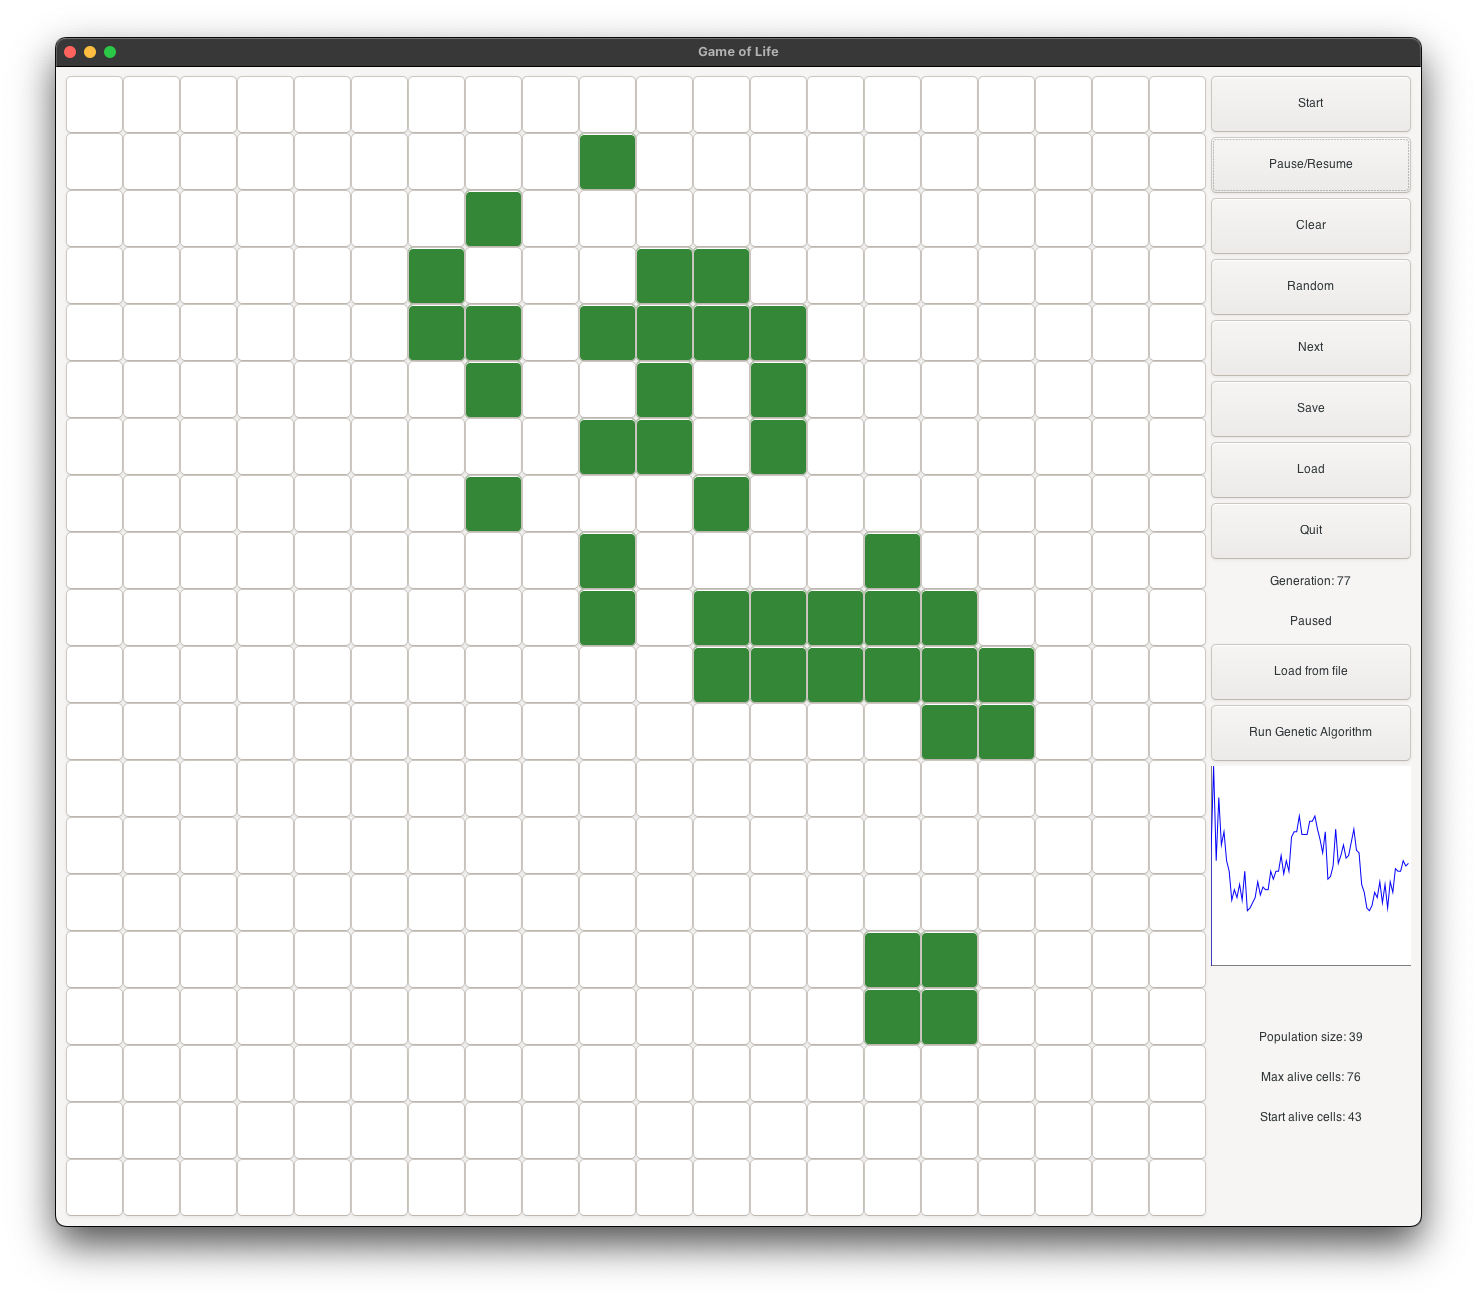 Game of Life
Start
Pause/Resume
Clear
Random
Next
Save
Load
Quit
Generation: 77
Paused
Load from file
Run Genetic Algorithm
Population size: 39
Max alive cells: 76
Start alive cells: 43